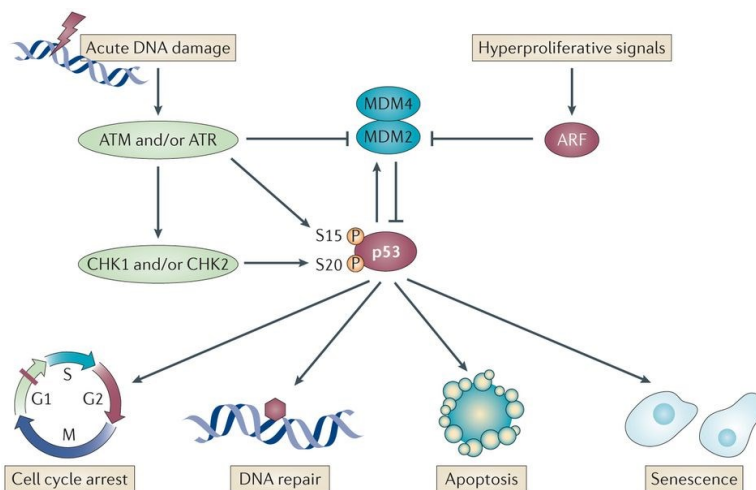 Acute DNA damage
Hyperproliferative signals
MDM4
MDM2
ATM and/or ATR
ARF
S15 P
p53
S20 P
CHK1 and/or CHK2
S
G1
G2
M
Cell cycle arrest
DNA repair
Apoptosis
Senescence